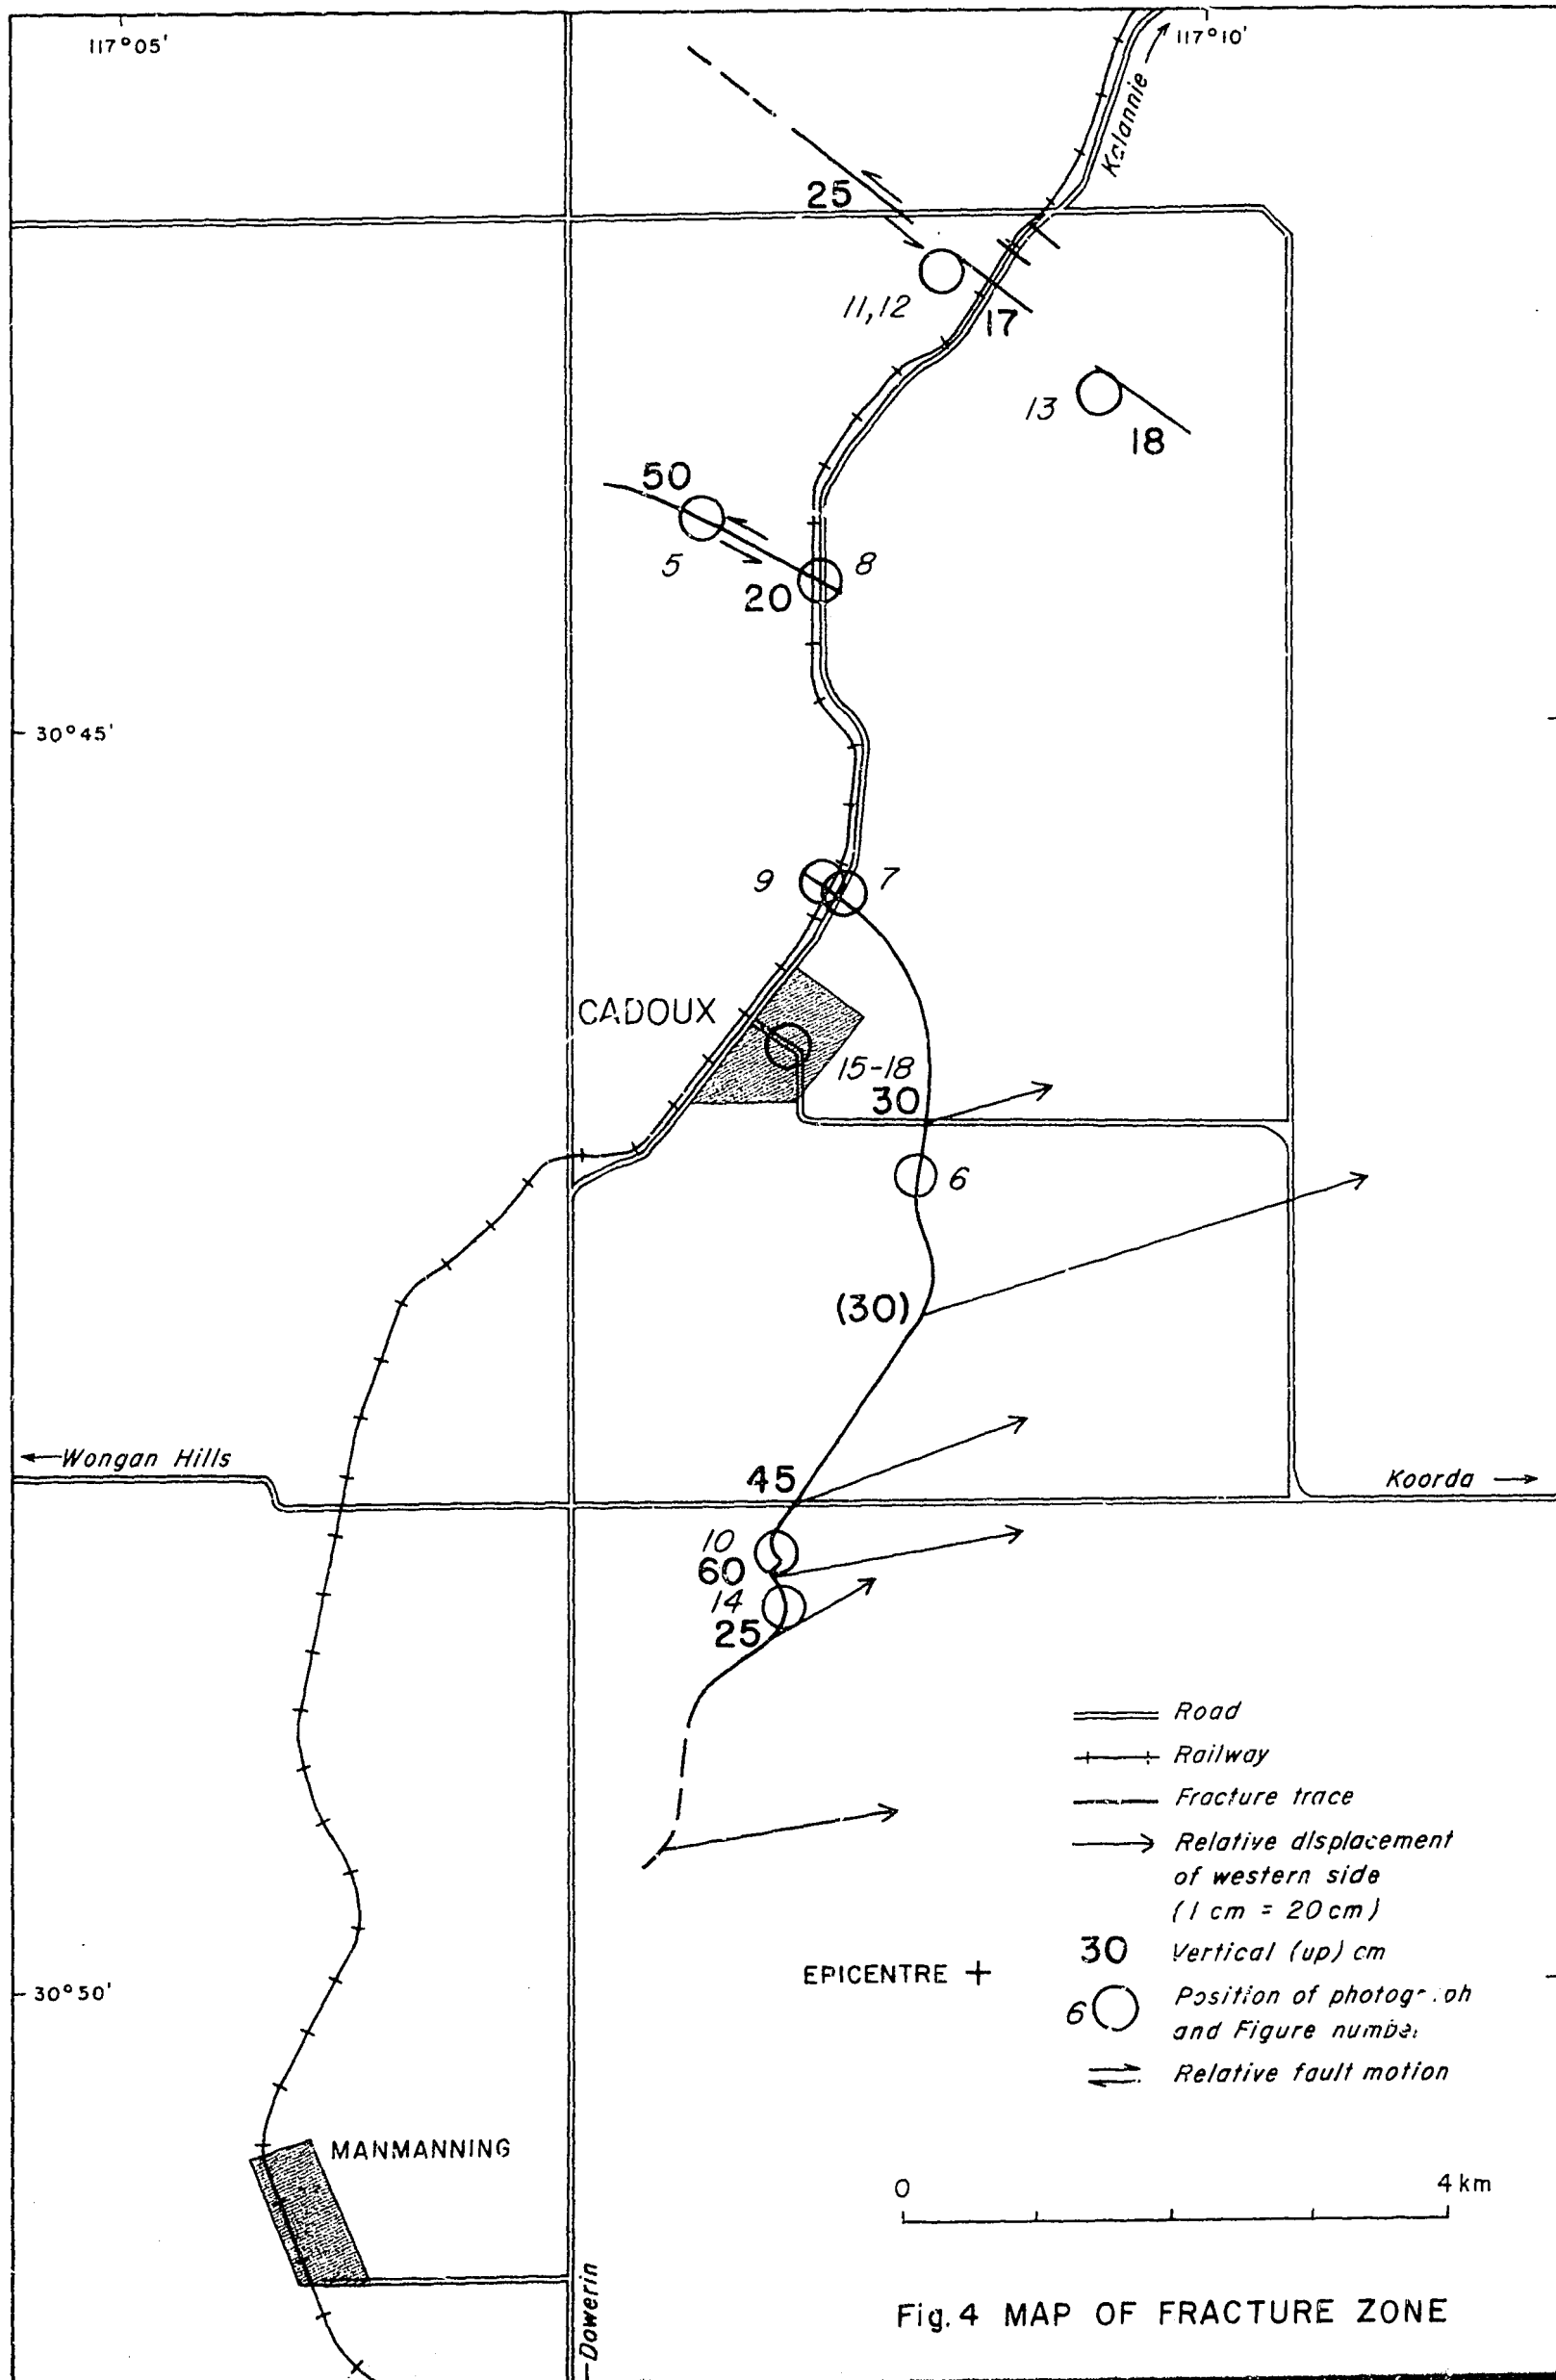 117°05'
117°10'
Kalannie
25
11,12
17
13
18
50
5
8
20
30°45'
9
7
CADOUX
15-18
30
6
(30)
Wongan Hills
45
Koorda
10
60
14
25
Road
Railway
Fracture trace
Relative displacement
of western side
(1 cm = 20 cm)
EPICENTRE
30 Vertical (up) cm
30°50'
6 Position of
and Figure
Relative fault motion
MANMANNING
0 4 km
Dowerin
Fig. 4 MAP OF FRACTURE ZONE